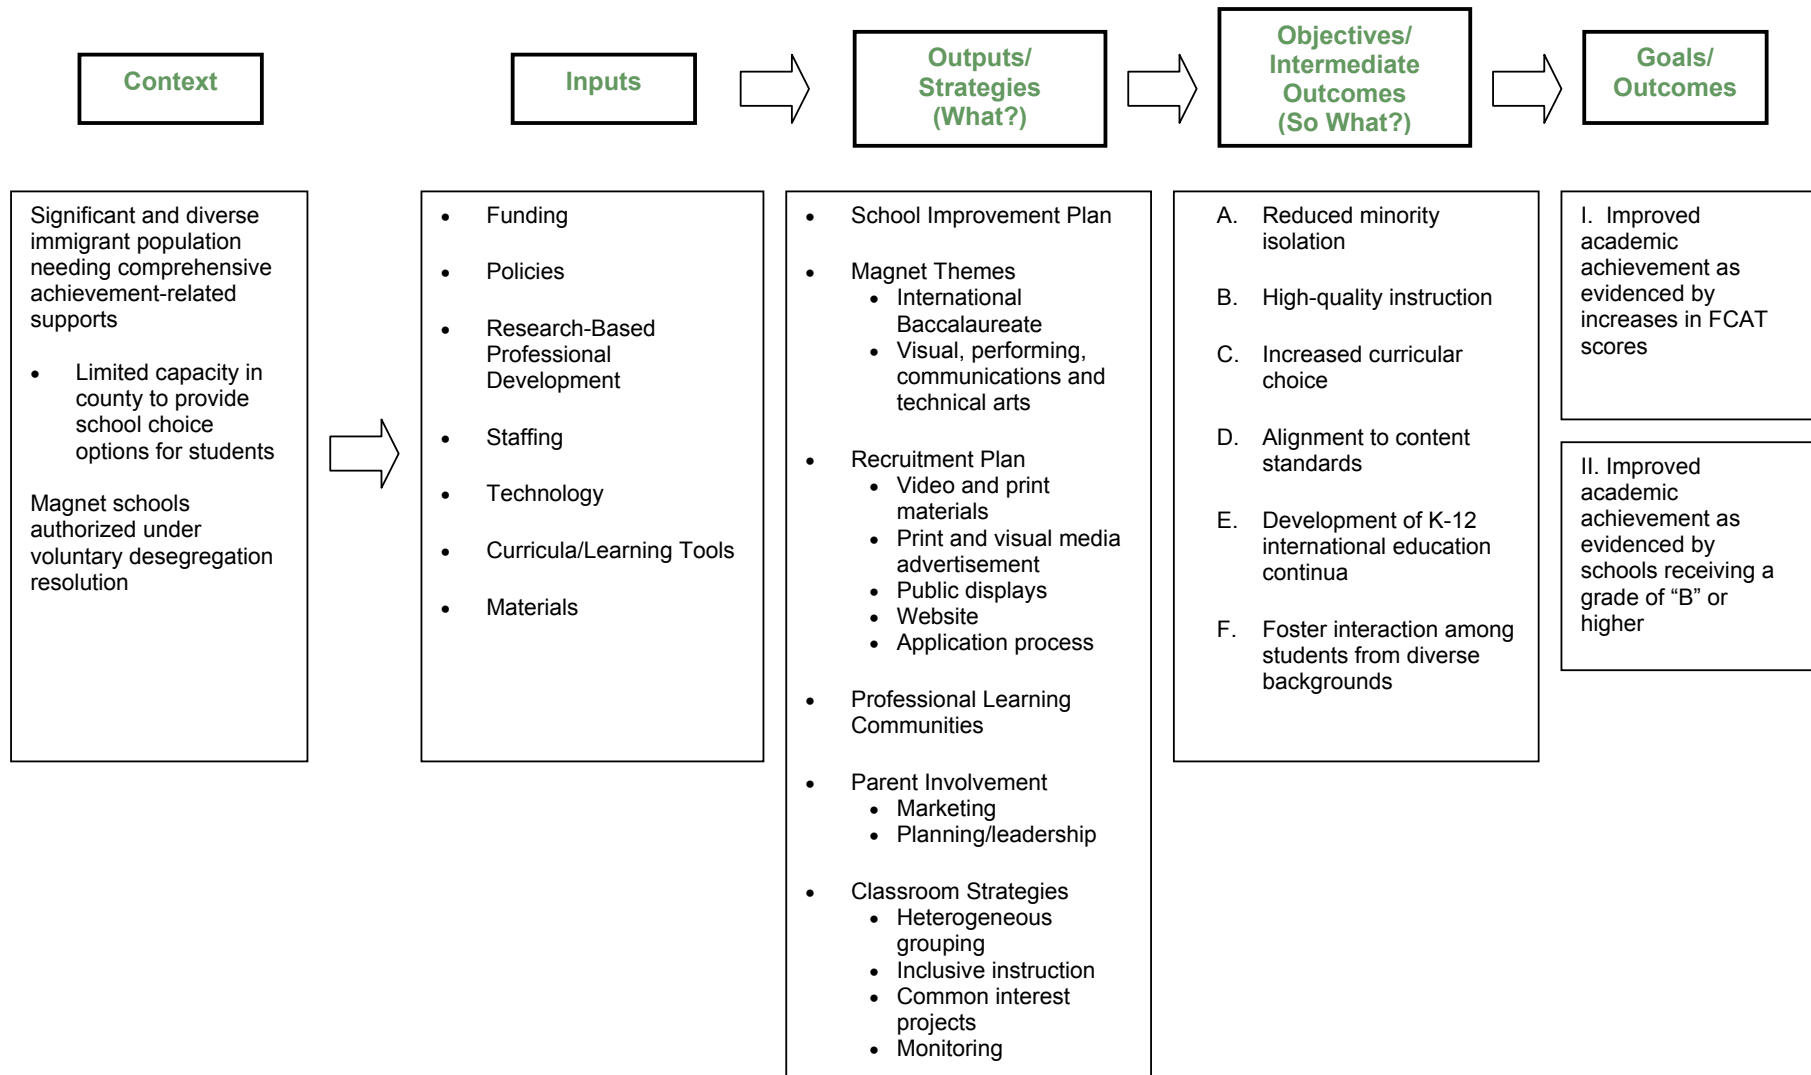 Context
Inputs
Outputs/
Strategies
(What?)
Objectives/
Intermediate
Outcomes
(So What?)
Goals/
Outcomes
Significant and diverse
immigrant population
needing comprehensive
achievement-related
supports
• Limited capacity in
county to provide
school choice
options for students
Magnet schools
authorized under
voluntary desegregation
resolution
• Funding
• Policies
• Research-Based
Professional
Development
• Staffing
• Technology
• Curricula/Learning Tools
• Materials
• School Improvement Plan
• Magnet Themes
• International
Baccalaureate
• Visual, performing,
communications and
technical arts
• Recruitment Plan
• Video and print
materials
• Print and visual media
advertisement
• Public displays
• Website
• Application process
• Professional Learning
Communities
• Parent Involvement
• Marketing
• Planning/leadership
• Classroom Strategies
• Heterogeneous
grouping
• Inclusive instruction
• Common interest
projects
• Monitoring
A. Reduced minority
isolation
B. High-quality instruction
C. Increased curricular
choice
D. Alignment to content
standards
E. Development of K-12
international education
continua
F. Foster interaction among
students from diverse
backgrounds
I. Improved
academic
achievement as
evidenced by
increases in FCAT
scores
II. Improved
academic
achievement as
evidenced by
schools receiving a
grade of “B” or
higher